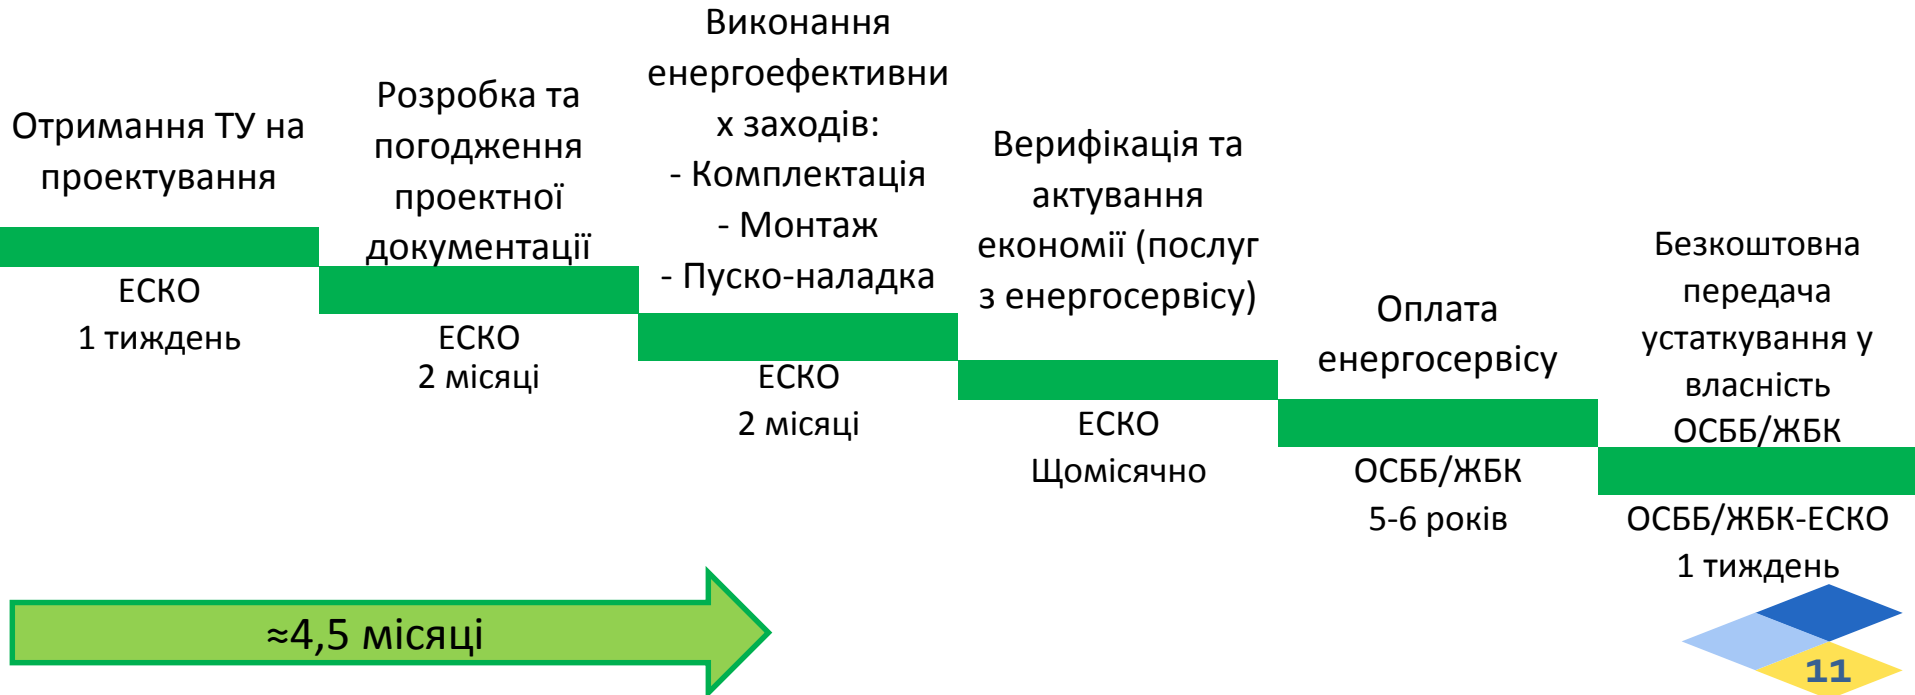 Отримання ТУ на
проектування
ЕСКО
1 тиждень
Розробка та
погодження
проектної
документації
ЕСКО
2 місяці
Виконання
енергоефективни
х заходів:
- Комплектація
- Монтаж
- Пуско-наладка
ЕСКО
2 місяці
Верифікація та
актування
економії (послуг
з енергосервісу)
ЕСКО
Щомісячно
Оплата
енергосервісу
ОСББ/ЖБК
5-6 років
Безкоштовна
передача
устаткування у
власність
ОСББ/ЖБК
ОСББ/ЖБК-ЕСКО
1 тиждень
≈4,5 місяці
11